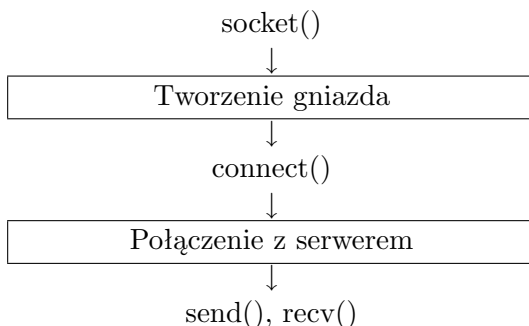 socket()
Tworzenie gniazda
connect()
Połączenie z serwerem
send(), recv()